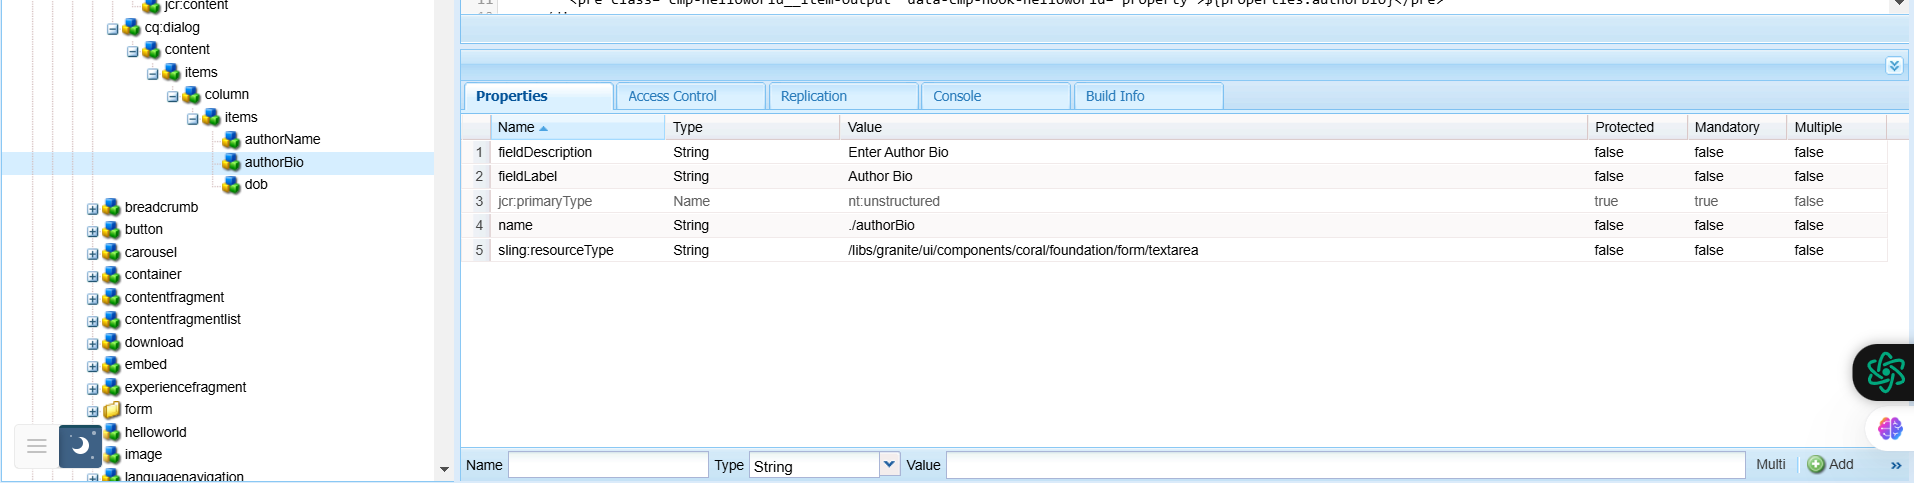 jcr:content
cq:dialog
content
items
column
items
authorName
authorBio
dob
breadcrumb
button
carousel
container
contentfragment
contentfragmentlist
download
embed
experiencefragment
form
helloworld
image
languagenavigation
Properties Access Control Replication Console Build Info
Name Type Value Protected Mandatory Multiple
1 fieldDescription String Enter Author Bio false false false
2 fieldLabel String Author Bio false false false
3 jcr:primaryType Name nt:unstructured true true false
4 name String ./authorBio false false false
5 sling:resourceType String /libs/granite/ui/components/coral/foundation/form/textarea false false false
Name Type String Value Multi Add »